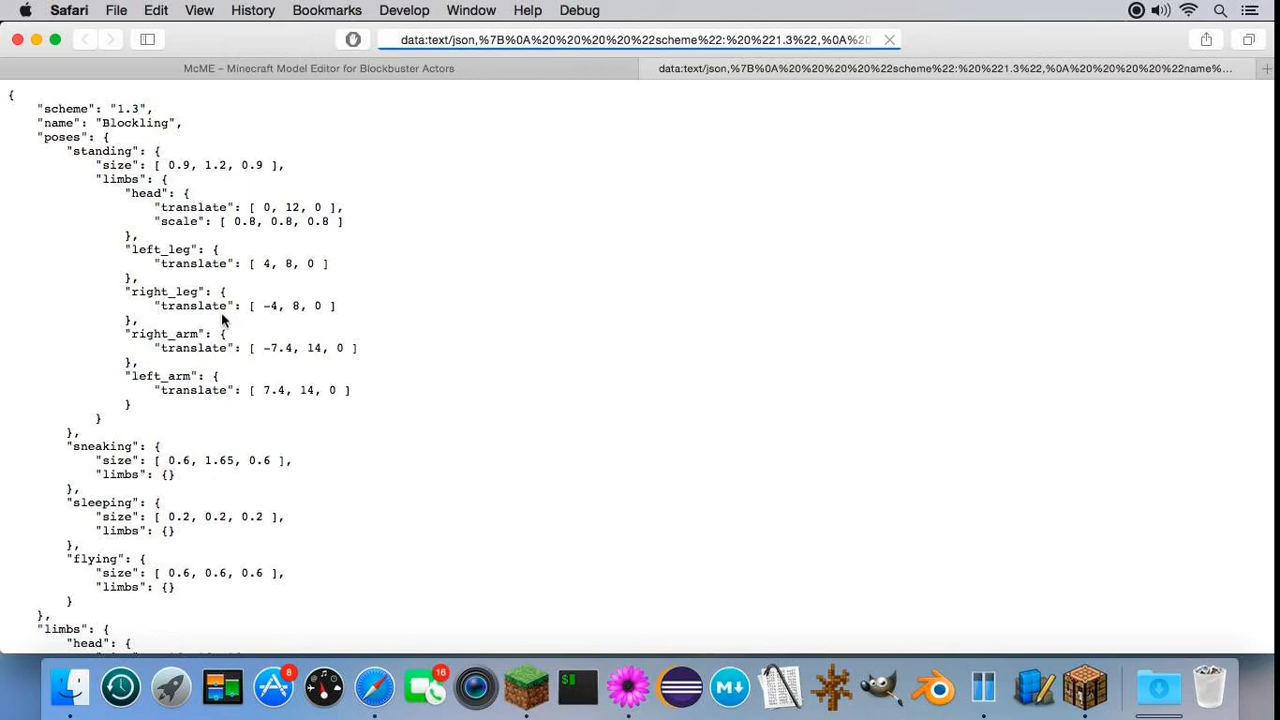 Safari File Edit View History Bookmarks Develop Window Help Debug
data:text/json,%7B%0A%20%20%20%20%22scheme%22:%20%221.3%22,%0A%20
McME – Minecraft Model Editor for Blockbuster Actors
data:text/json,%7B%0A%20%20%20%20%22scheme%22:%20%221.3%22,%0A%20%20%20%20%22name%...
{
    "scheme": "1.3",
    "name": "Blockling",
    "poses": {
        "standing": {
            "size": [ 0.9, 1.2, 0.9 ],
            "limbs": {
                "head": {
                    "translate": [ 0, 12, 0 ],
                    "scale": [ 0.8, 0.8, 0.8 ]
                },
                "left_leg": {
                    "translate": [ 4, 8, 0 ]
                },
                "right_leg": {
                    "translate": [ -4, 8, 0 ]
                },
                "right_arm": {
                    "translate": [ -7.4, 14, 0 ]
                },
                "left_arm": {
                    "translate": [ 7.4, 14, 0 ]
                }
            }
        },
        "sneaking": {
            "size": [ 0.6, 1.65, 0.6 ],
            "limbs": {}
        },
        "sleeping": {
            "size": [ 0.2, 0.2, 0.2 ],
            "limbs": {}
        },
        "flying": {
            "size": [ 0.6, 0.6, 0.6 ],
            "limbs": {}
        }
    },
    "limbs": {
        "head": {
8
16
$
M